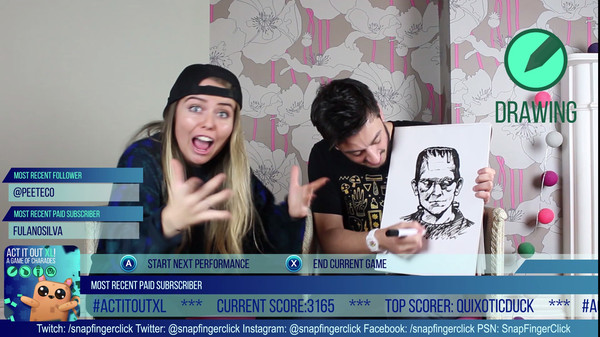 DRAWING
MOST RECENT FOLLOWER
@PEETECO
MOST RECENT PAID SUBSCRIBER
FULANOSILVA
ACT IT OUT XL!
A GAME OF CHARADES
A START NEXT PERFORMANCE X END CURRENT GAME
MOST RECENT PAID SUBRSCRIBER
#ACTITOUTXL *** CURRENT SCORE:3165 *** TOP SCORER: QUIXOTICDUCK *** #A
Twitch: /snapfingerclick Twitter: @snapfingerclick Instagram: @snapfingerclick Facebook: /snapfingerclick PSN: SnapFingerClick